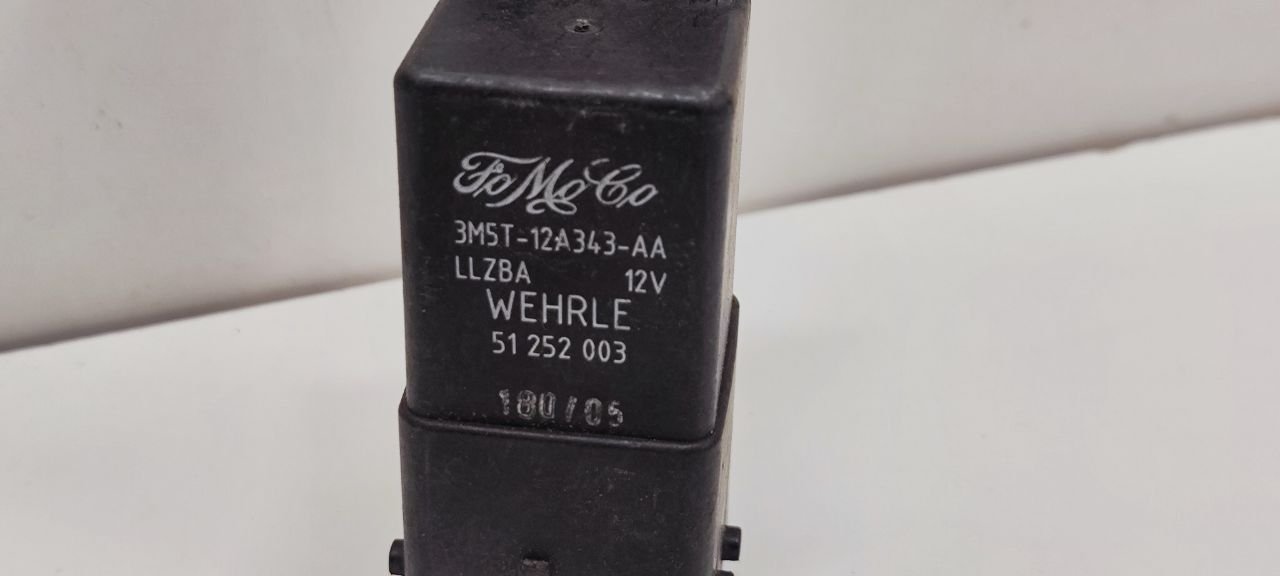 FoMoCo
3M5T-12A343-AA
LLZBA 12V
WEHRLE
51 252 003
180/05